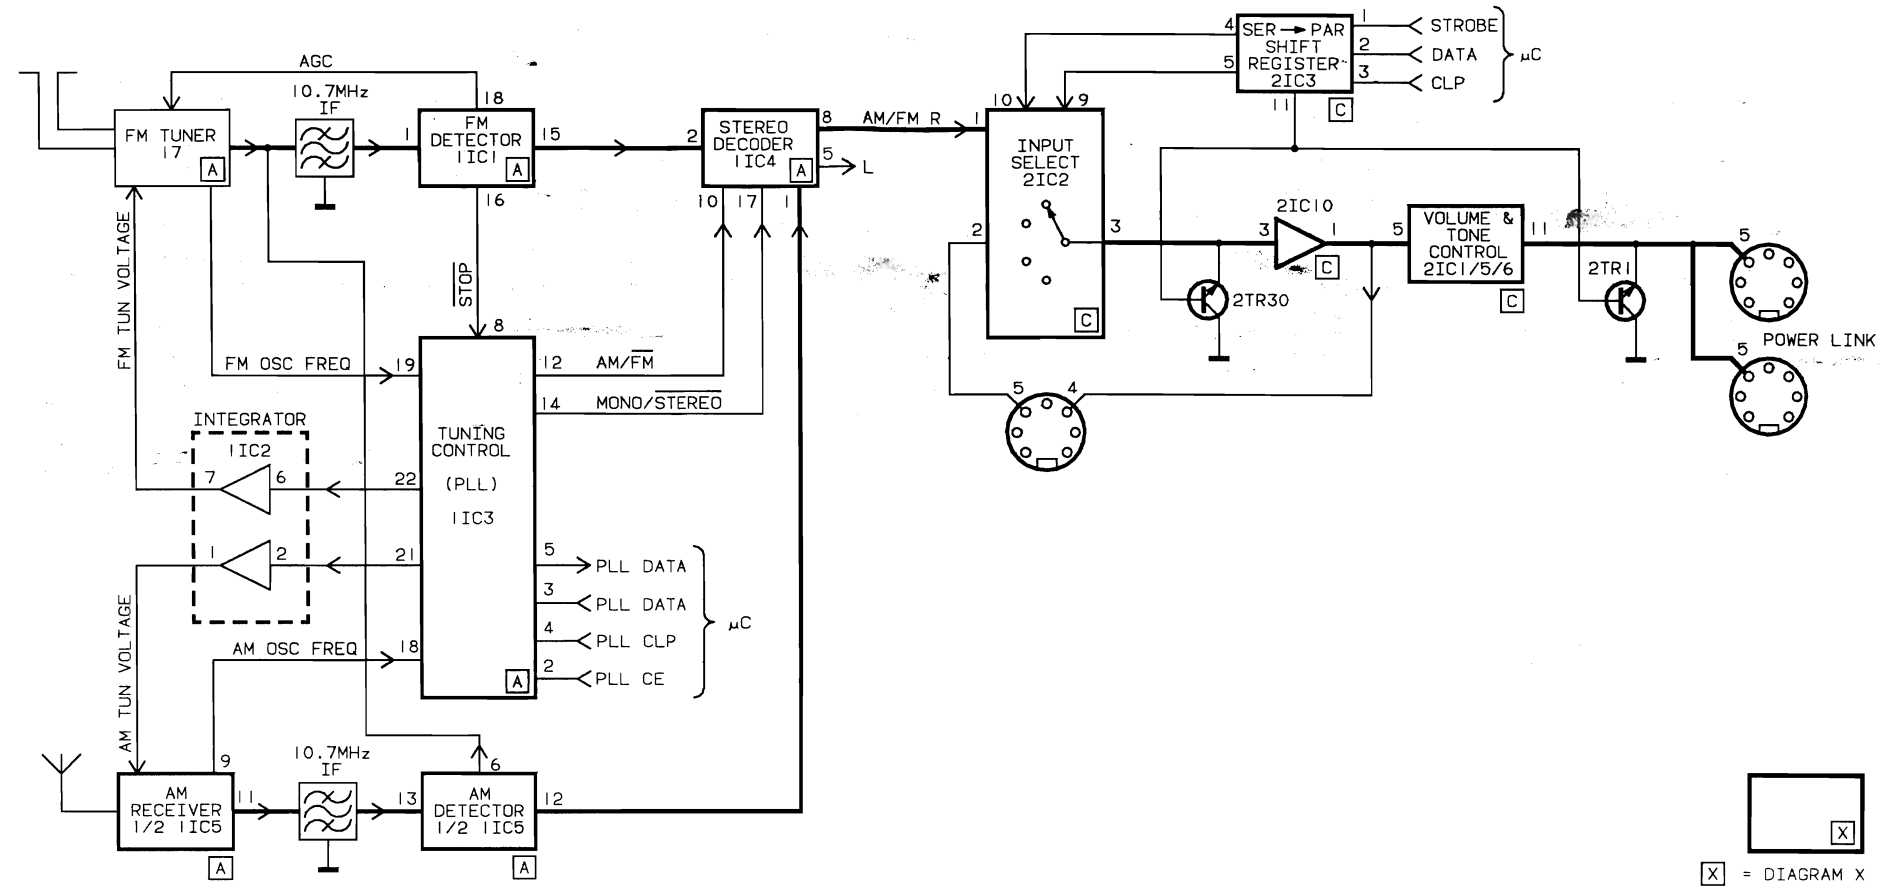 AGC
FM TUNER
17
A
10.7MHz
IF
1
18
FM
DETECTOR
1IC1
A
15
16
2
STEREO
DECODER
1IC4
A
8
AM/FM R
5
L
10
17
1
1
10
9
INPUT
SELECT
2IC2
C
2
3
4
SER → PAR
5
SHIFT
REGISTER
2IC3
1
STROBE
2
DATA
3
CLP
µC
11
C
2TR30
2IC10
3
1
C
5
VOLUME &
TONE
CONTROL
2IC1/5/6
11
C
2TR1
5
POWER LINK
5
5
4
FM TUN VOLTAGE
STOP
8
FM OSC FREQ
19
12
AM/FM
14
MONO/STEREO
INTEGRATOR
1IC2
7
6
22
1
2
21
TUNING
CONTROL
(PLL)
1IC3
A
5
PLL DATA
3
PLL DATA
4
PLL CLP
2
PLL CE
µC
AM TUN VOLTAGE
AM OSC FREQ
18
9
AM
RECEIVER
1/2 1IC5
A
11
10.7MHz
IF
13
6
AM
DETECTOR
1/2 1IC5
A
12
X
X = DIAGRAM X